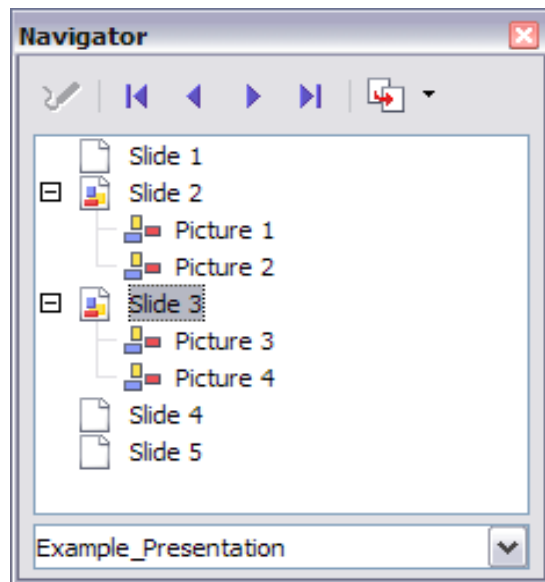 Navigator
Slide 1
Slide 2
Picture 1
Picture 2
Slide 3
Picture 3
Picture 4
Slide 4
Slide 5
Example_Presentation